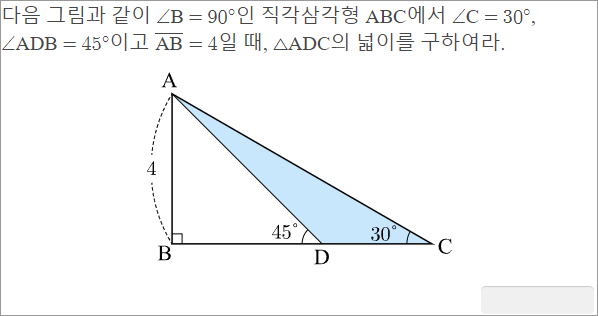 다음 그림과 같이 ∠B = 90°인 직각삼각형 ABC에서 ∠C = 30°,
∠ADB = 45°이고 A̅B̅ = 4일 때, △ADC의 넓이를 구하여라.
A
4
45°
30°
B
D
C